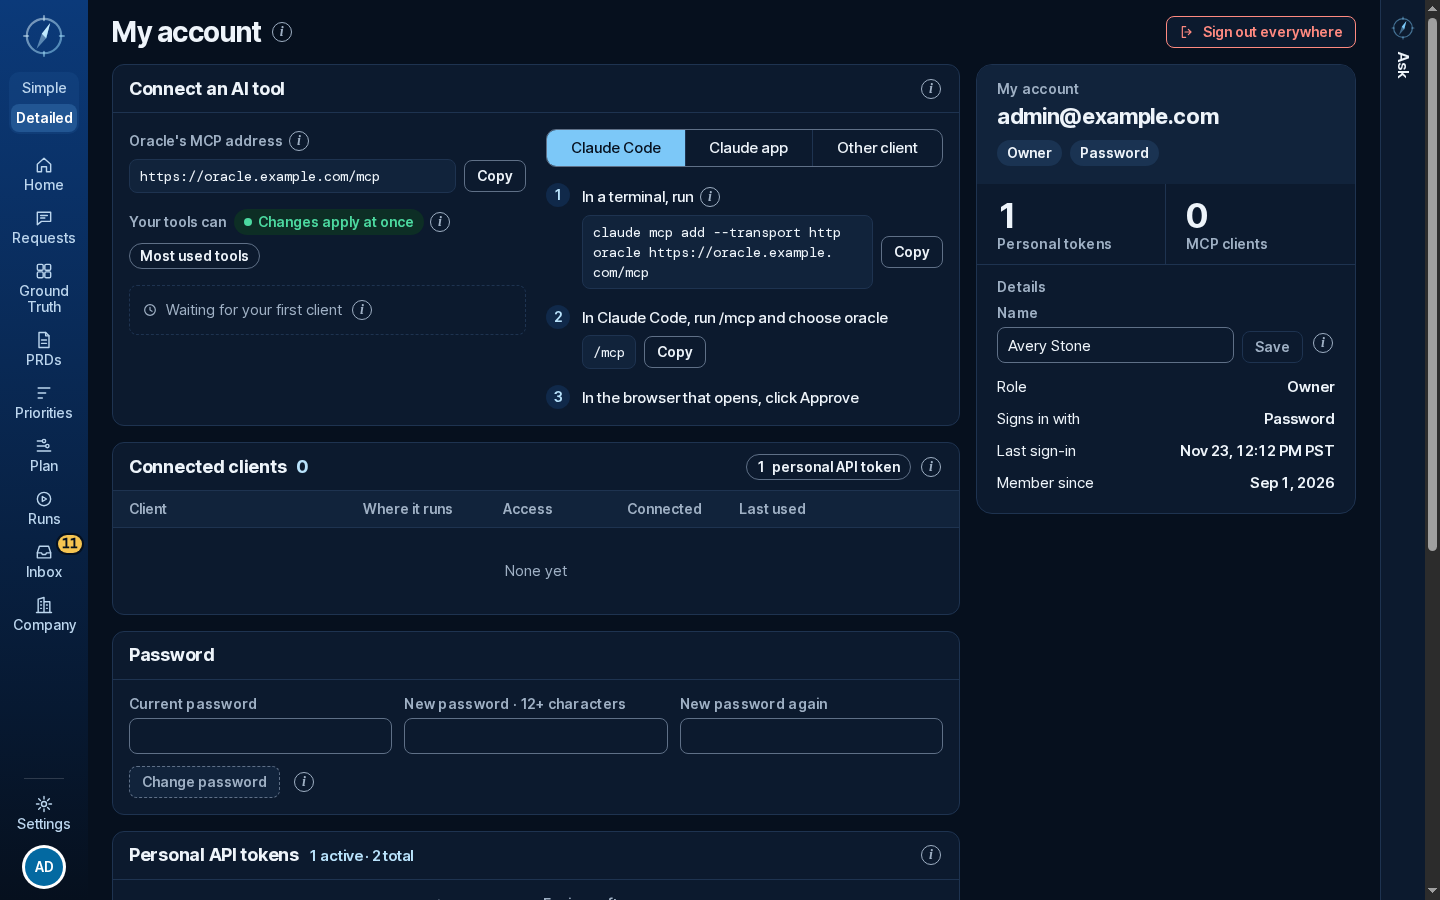 My account
Sign out everywhere
Ask
Simple
Detailed
Home
Requests
Ground
Truth
PRDs
Priorities
Plan
Runs
11
Inbox
Company
Settings
AD
Connect an AI tool
Oracle's MCP address
https://oracle.example.com/mcp
Copy
Your tools can
Changes apply at once
Most used tools
Waiting for your first client
Claude Code
Claude app
Other client
1
In a terminal, run
claude mcp add --transport http
oracle https://oracle.example.
com/mcp
Copy
2
In Claude Code, run /mcp and choose oracle
/mcp
Copy
3
In the browser that opens, click Approve
Connected clients 0
1 personal API token
Client
Where it runs
Access
Connected
Last used
None yet
Password
Current password
New password · 12+ characters
New password again
Change password
Personal API tokens
1 active · 2 total
My account
admin@example.com
Owner
Password
1
Personal tokens
0
MCP clients
Details
Name
Avery Stone
Save
Role
Owner
Signs in with
Password
Last sign-in
Nov 23, 12:12 PM PST
Member since
Sep 1, 2026